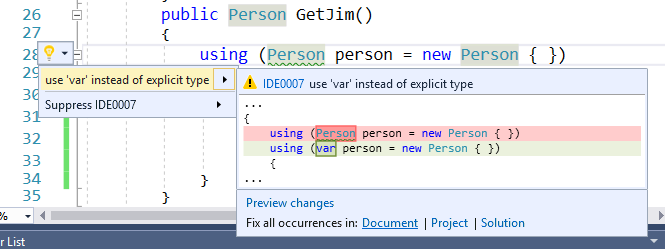 26 public Person GetJim()
27 {
28 using (Person person = new Person { })
use 'var' instead of explicit type
Suppress IDE0007
IDE0007 use 'var' instead of explicit type
...
{
using (Person person = new Person { })
using (var person = new Person { })
{
...
Preview changes
Fix all occurrences in: Document | Project | Solution
31
32
33
34 }
35 }
%
r List